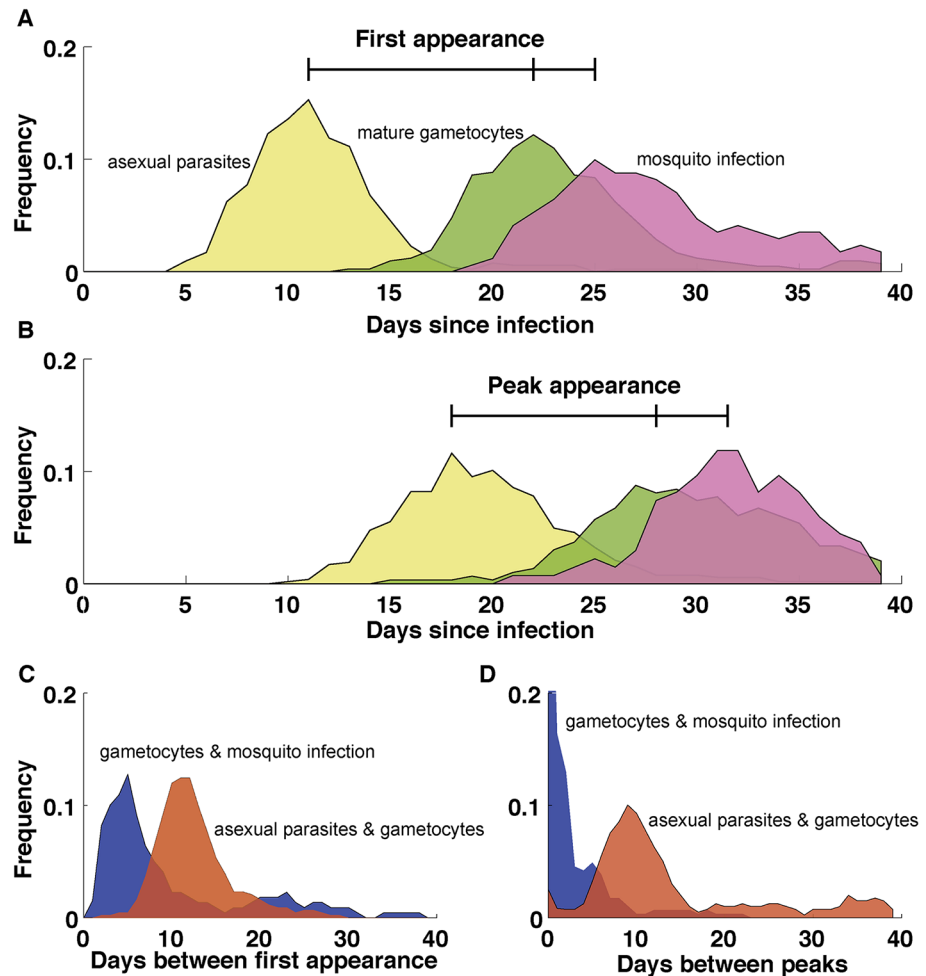 A
First appearance
0.2
mature gametocytes
asexual parasites
mosquito infection
0.1
Frequency
0
0 5 10 15 20 25 30 35 40
Days since infection
B
0.2
Peak appearance
0.1
Frequency
0
0 5 10 15 20 25 30 35 40
Days since infection
C
0.2
gametocytes & mosquito infection
0.1
asexual parasites & gametocytes
Frequency
0
0 10 20 30 40
Days between first appearance
D
0.2
gametocytes & mosquito infection
0.1
asexual parasites & gametocytes
0
0 10 20 30 40
Days between peaks